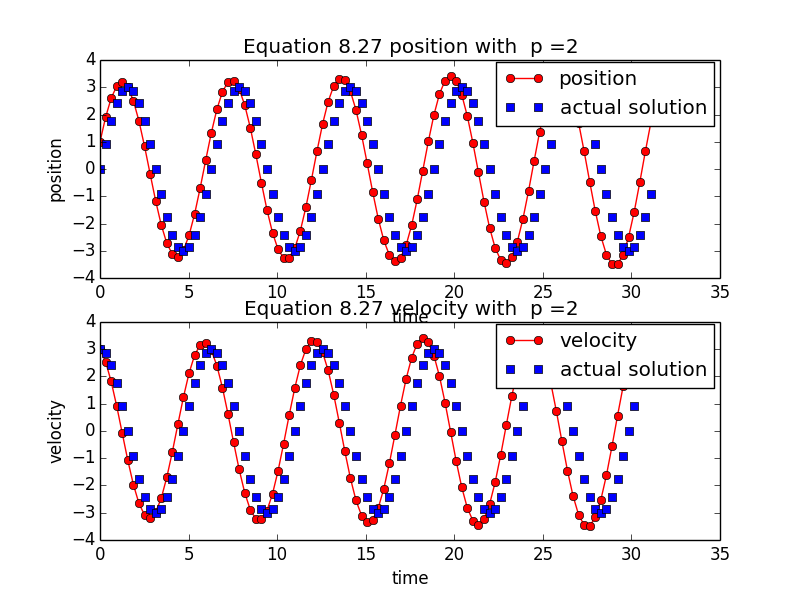 Equation 8.27 position with  p =2
4
3
2
1
0
−1
−2
−3
−4
position
position
actual solution
0 5 10 15 20 25 30 35
time
Equation 8.27 velocity with  p =2
4
3
2
1
0
−1
−2
−3
−4
velocity
velocity
actual solution
0 5 10 15 20 25 30 35
time